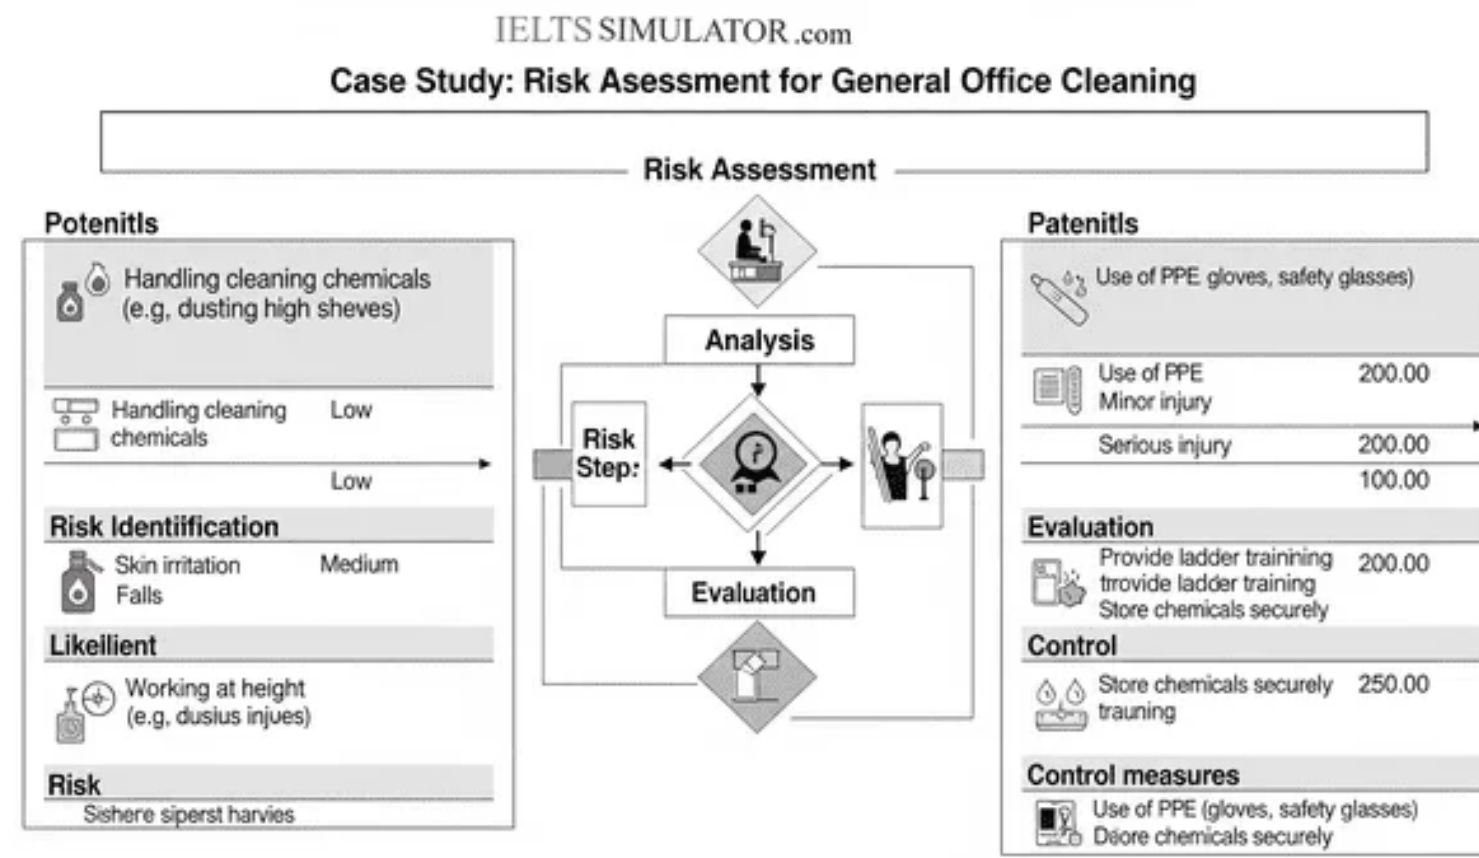 IELTS SIMULATOR .com
Case Study: Risk Asessment for General Office Cleaning
Risk Assessment
Potenitls
Handling cleaning chemicals
(e.g, dusting high sheves)
Handling cleaning Low
chemicals
Low
Risk Identiification
Skin irritation Medium
Falls
Likellient
Working at height
(e.g, dusius injues)
Risk
Sishere siperst harvies
Analysis
Risk
Step:
Evaluation
Patenitls
Use of PPE gloves, safety glasses)
Use of PPE 200.00
Minor injury
Serious injury 200.00
100.00
Evaluation
Provide ladder trainining 200.00
trrovide ladder training
Store chemicals securely
Control
Store chemicals securely 250.00
trauning
Control measures
Use of PPE (gloves, safety glasses)
Dëore chemicals securely